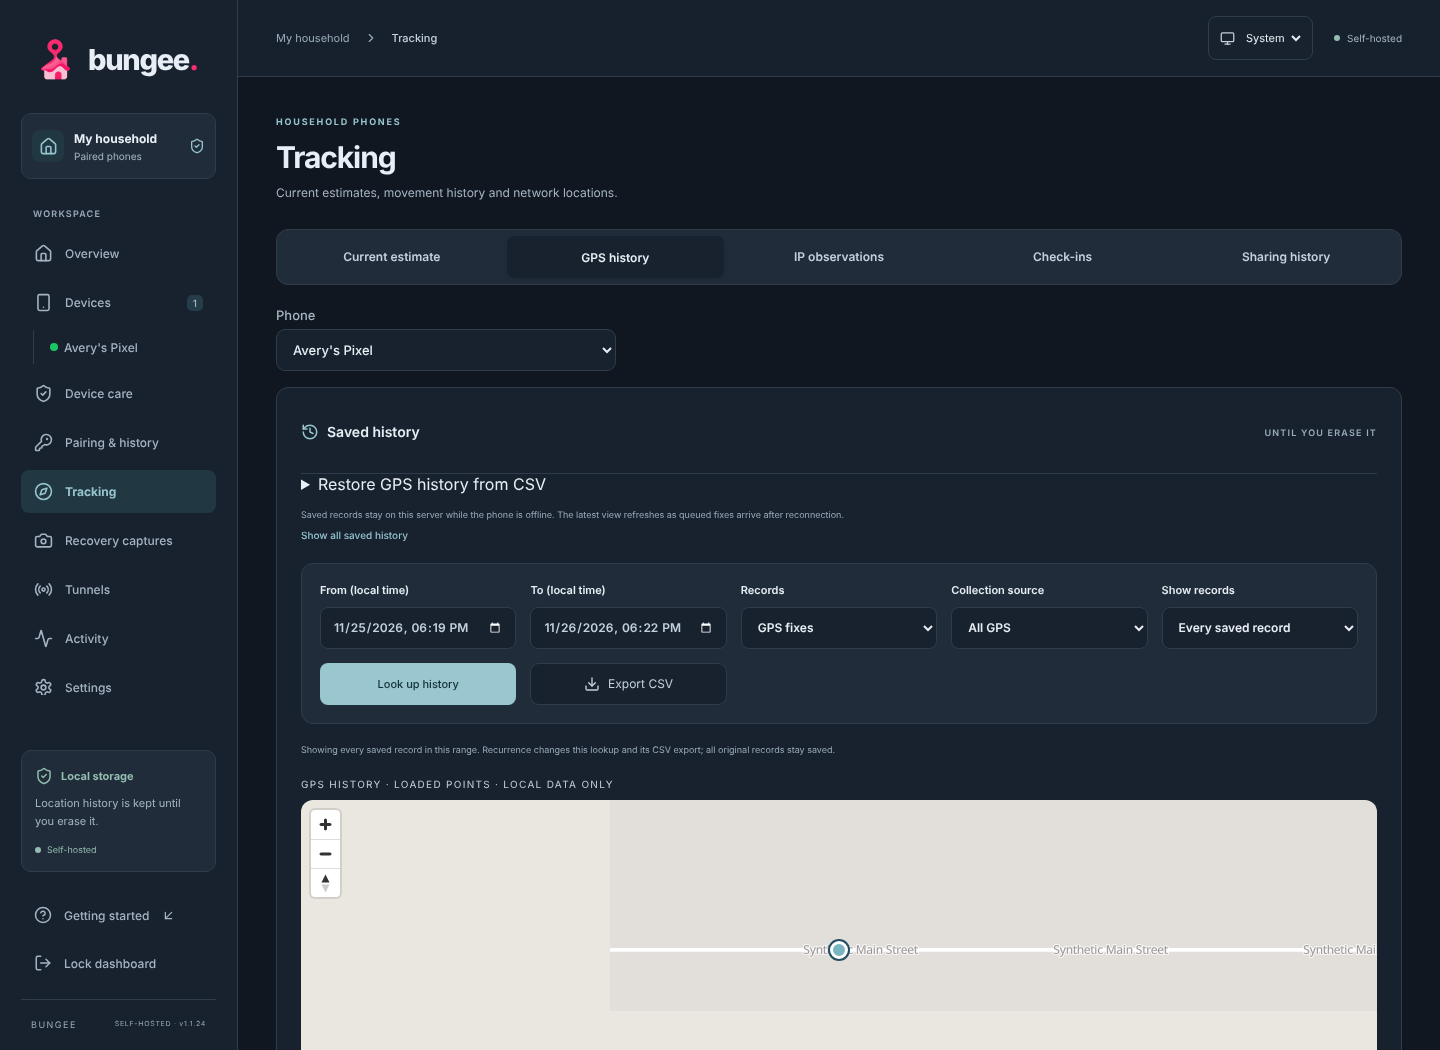 bungee.
My household
Paired phones
WORKSPACE
Overview
Devices
1
Avery's Pixel
Device care
Pairing & history
Tracking
Recovery captures
Tunnels
Activity
Settings
Local storage
Location history is kept until
you erase it.
Self-hosted
Getting started
Lock dashboard
BUNGEE
SELF-HOSTED · v1.1.24
My household
Tracking
System
Self-hosted
HOUSEHOLD PHONES
Tracking
Current estimates, movement history and network locations.
Current estimate
GPS history
IP observations
Check-ins
Sharing history
Phone
Avery's Pixel
Saved history
UNTIL YOU ERASE IT
Restore GPS history from CSV
Saved records stay on this server while the phone is offline. The latest view refreshes as queued fixes arrive after reconnection.
Show all saved history
From (local time)
To (local time)
Records
Collection source
Show records
11/25/2026, 06:19 PM
11/26/2026, 06:22 PM
GPS fixes
All GPS
Every saved record
Look up history
Export CSV
Showing every saved record in this range. Recurrence changes this lookup and its CSV export; all original records stay saved.
GPS HISTORY · LOADED POINTS · LOCAL DATA ONLY
Main Street
Synthetic Main Street
Synthetic